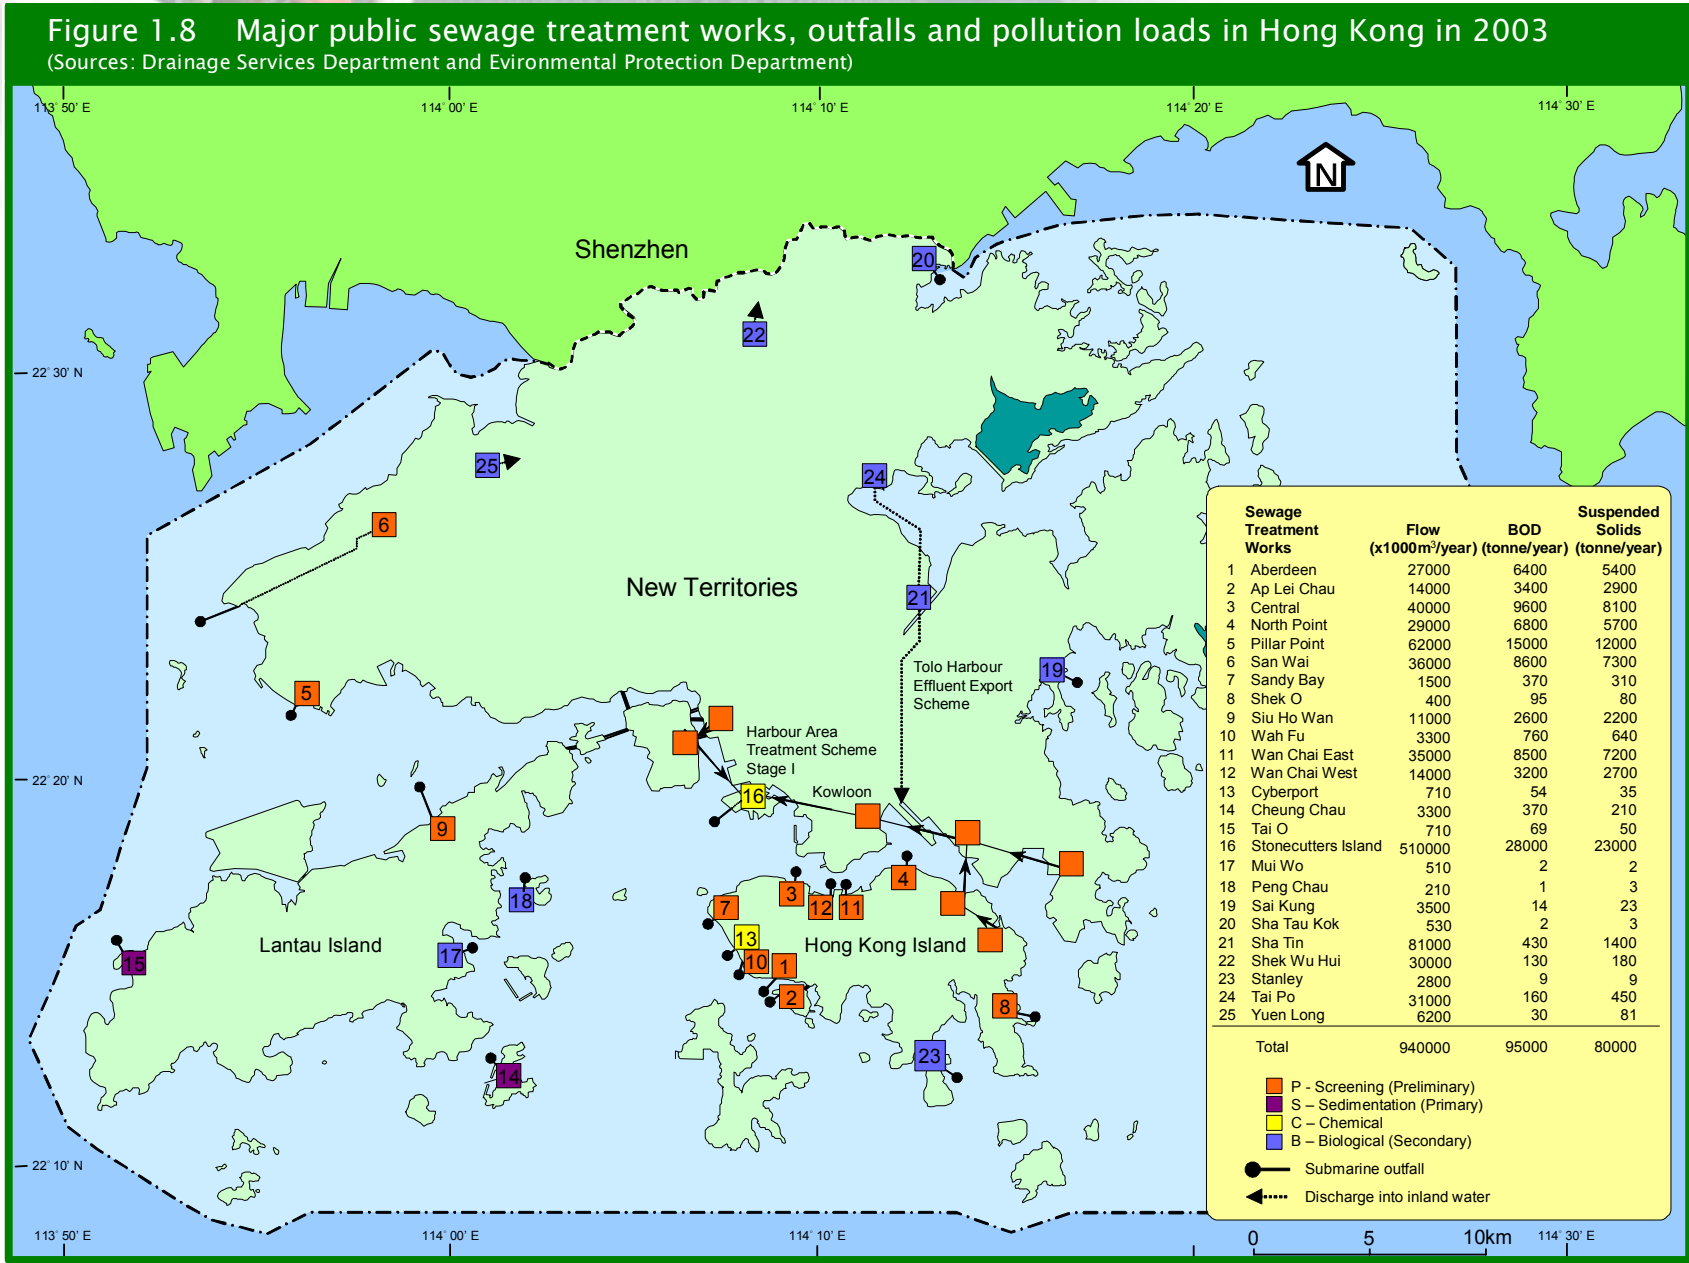 Figure 1.8 Major public sewage treatment works, outfalls and pollution loads in Hong Kong in 2003
(Sources: Drainage Services Department and Evironmental Protection Department)
113° 50' E
114° 00' E
114° 10' E
114° 20' E
114° 30' E
N
Shenzhen
20
22
22° 30' N
25
24
6
New Territories
21
Tolo Harbour
Effluent Export
Scheme
19
5
Harbour Area
Treatment Scheme
Stage I
22° 20' N
16
Kowloon
9
4
3
12
11
18
7
13
Hong Kong Island
Lantau Island
17
15
10
1
2
8
23
14
22° 10' N
Sewage
Treatment
Works
Flow
(x1000m³/year)
BOD
(tonne/year)
Suspended
Solids
(tonne/year)
1 Aberdeen 27000 6400 5400
2 Ap Lei Chau 14000 3400 2900
3 Central 40000 9600 8100
4 North Point 29000 6800 5700
5 Pillar Point 62000 15000 12000
6 San Wai 36000 8600 7300
7 Sandy Bay 1500 370 310
8 Shek O 400 95 80
9 Siu Ho Wan 11000 2600 2200
10 Wah Fu 3300 760 640
11 Wan Chai East 35000 8500 7200
12 Wan Chai West 14000 3200 2700
13 Cyberport 710 54 35
14 Cheung Chau 3300 370 210
15 Tai O 710 69 50
16 Stonecutters Island 510000 28000 23000
17 Mui Wo 510 2 2
18 Peng Chau 210 1 3
19 Sai Kung 3500 14 23
20 Sha Tau Kok 530 2 3
21 Sha Tin 81000 430 1400
22 Shek Wu Hui 30000 130 180
23 Stanley 2800 9 9
24 Tai Po 31000 160 450
25 Yuen Long 6200 30 81
Total 940000 95000 80000
P - Screening (Preliminary)
S – Sedimentation (Primary)
C – Chemical
B – Biological (Secondary)
Submarine outfall
Discharge into inland water
113° 50' E
114° 00' E
114° 10' E
0 5 10km
114° 30' E